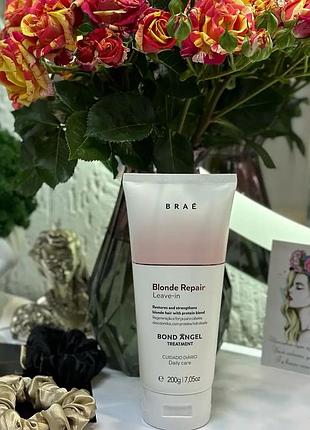 BRAÉ
Blonde Repair
Leave-in
Restores and strengthens
blonde hair with protein blend
BOND ANGEL
TREATMENT
CUIDADO DIÁRIO
Daily care
200g | 7,05oz